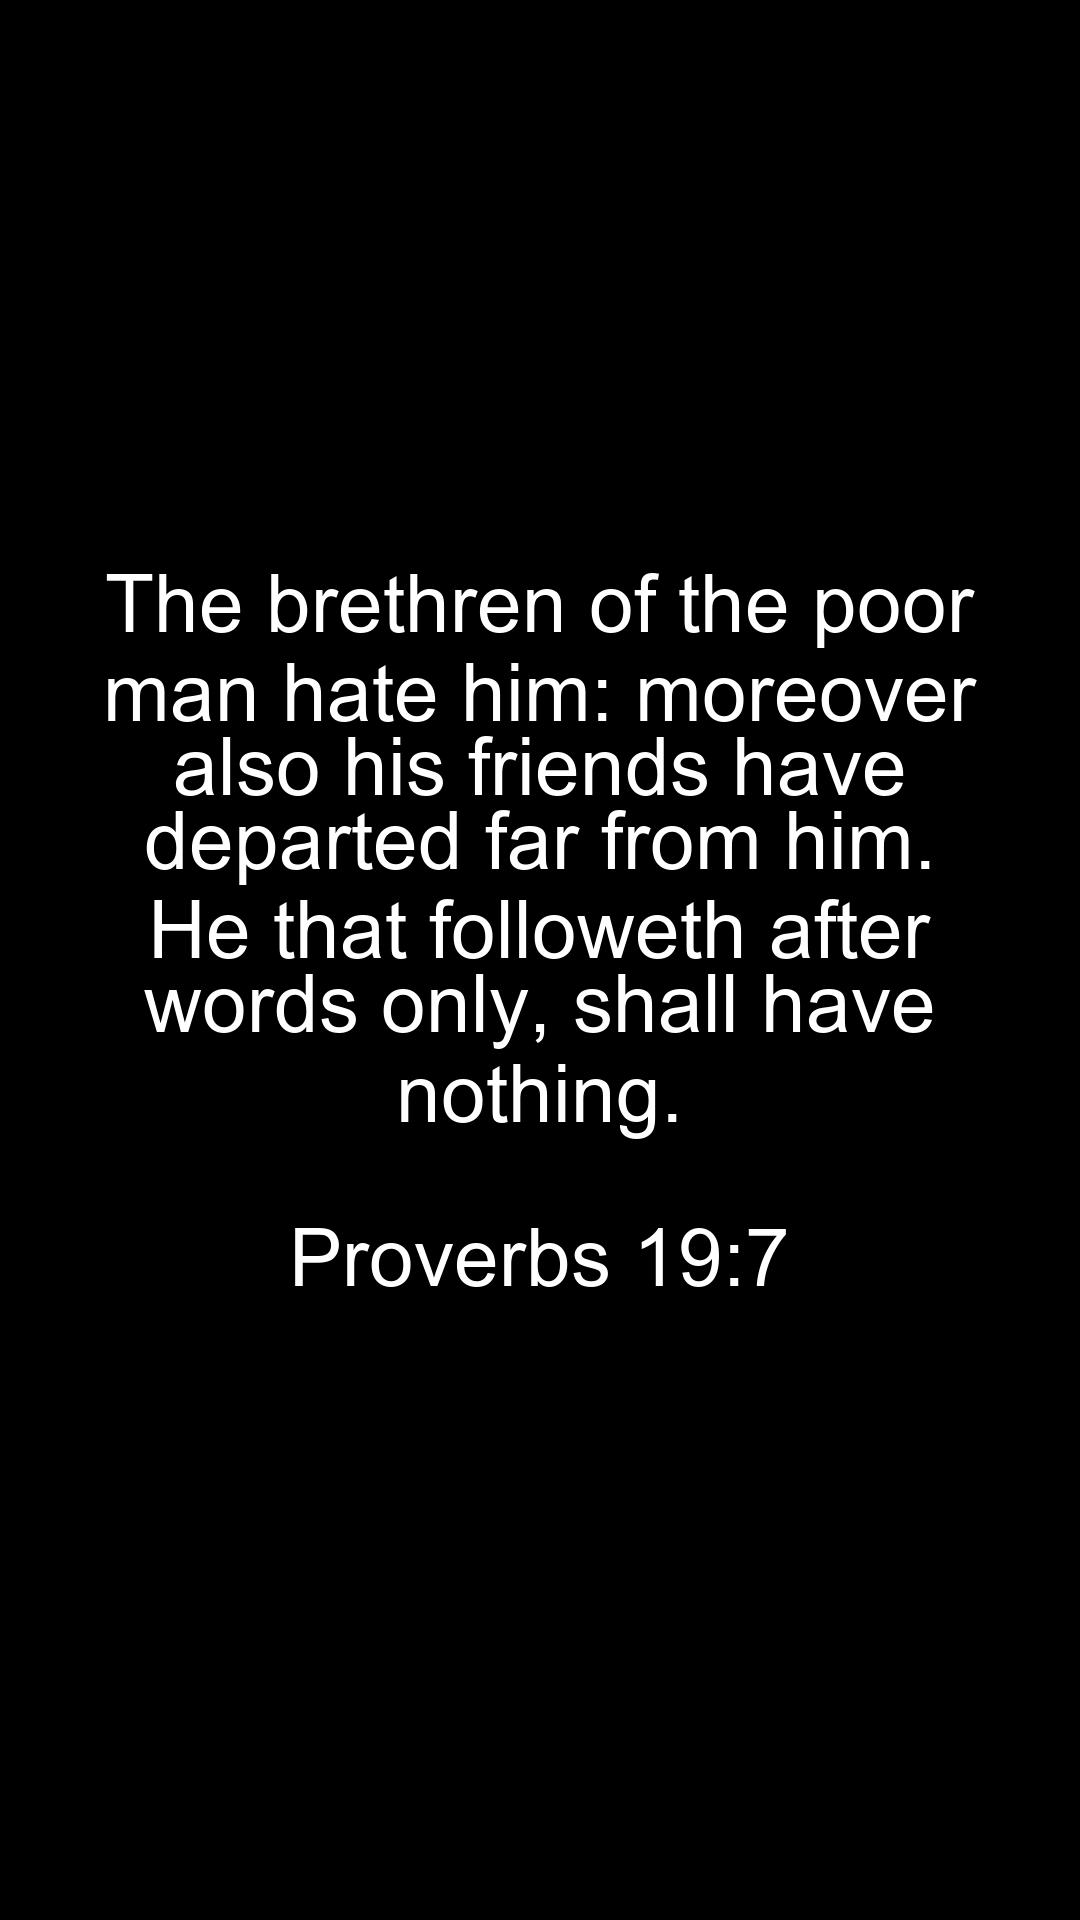 The brethren of the poor
man hate him: moreover
also his friends have
departed far from him.
He that followeth after
words only, shall have
nothing.
Proverbs 19:7